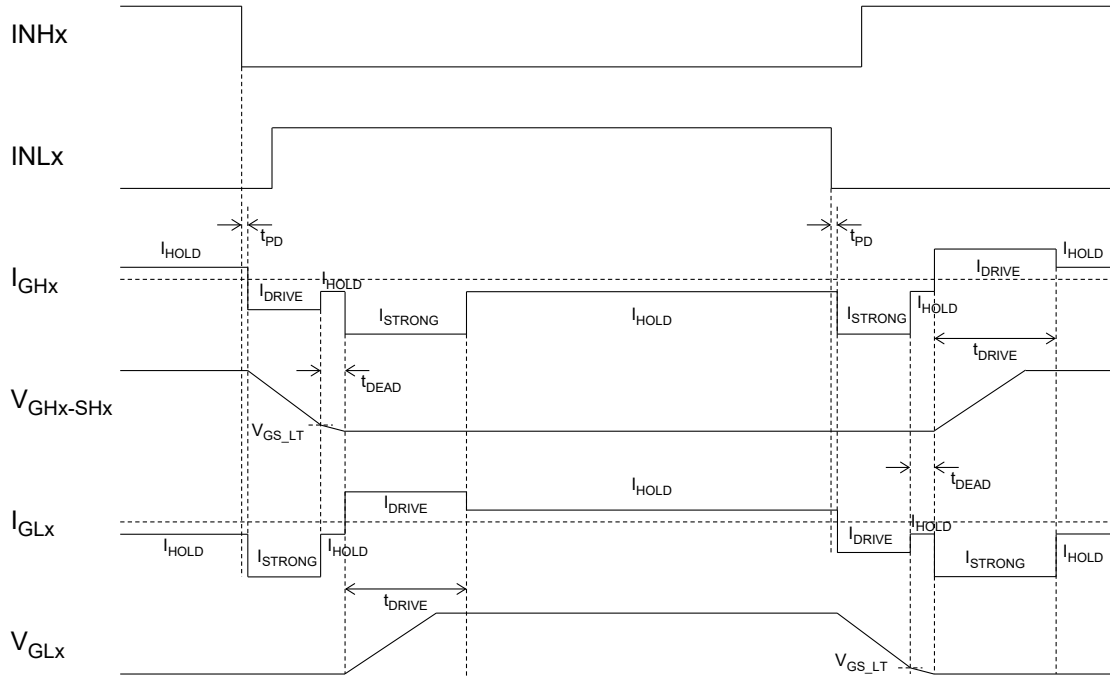 INHx
INLx
tPD
tPD
IHOLD
IHOLD
IGHx
IDRIVE
IHOLD
ISTRONG
IHOLD
ISTRONG
IHOLD
IDRIVE
tDRIVE
tDEAD
VGHx-SHx
VGS_LT
tDEAD
IHOLD
IDRIVE
IGLx
IHOLD
ISTRONG
IHOLD
IDRIVE
IHOLD
ISTRONG
IHOLD
tDRIVE
VGLx
VGS_LT